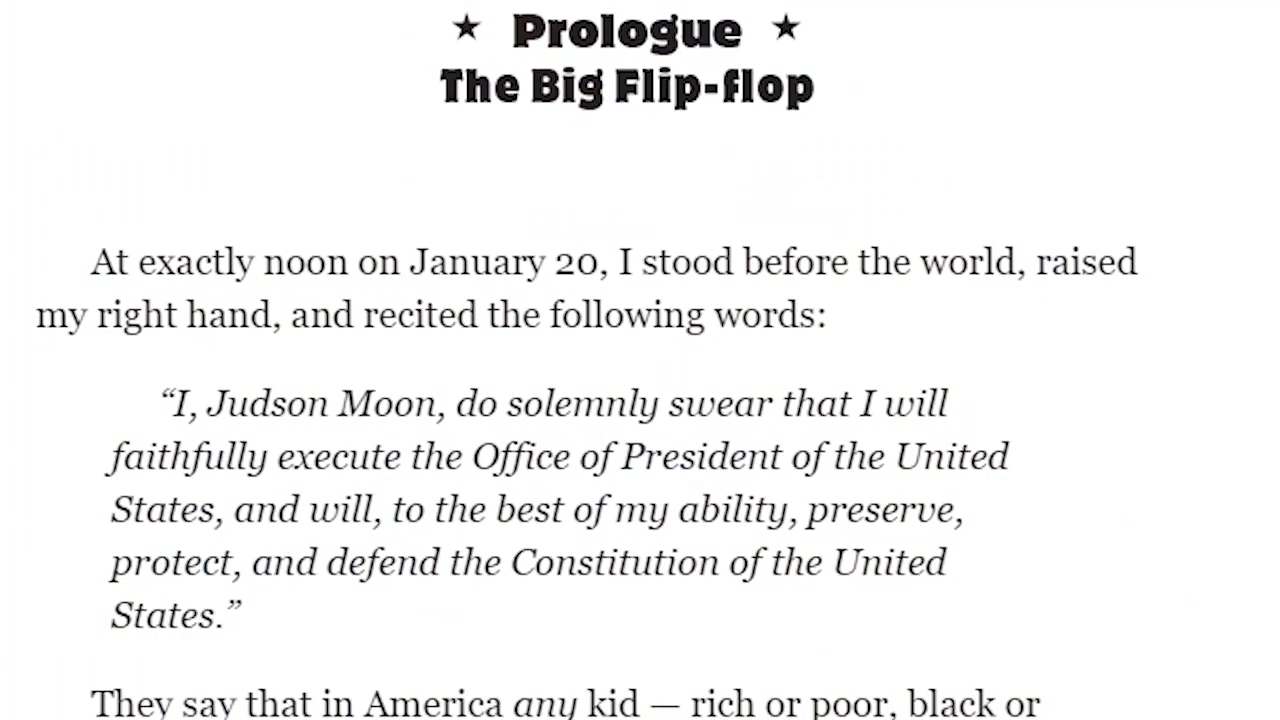 ★ Prologue ★
The Big Flip-flop
At exactly noon on January 20, I stood before the world, raised
my right hand, and recited the following words:
“I, Judson Moon, do solemnly swear that I will
faithfully execute the Office of President of the United
States, and will, to the best of my ability, preserve,
protect, and defend the Constitution of the United
States.”
They say that in America any kid — rich or poor, black or